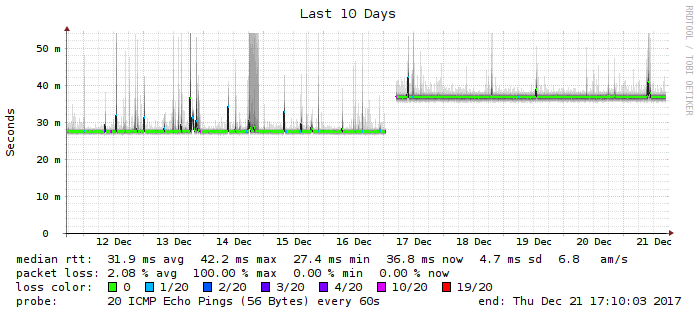 Last 10 Days
RRDTOOL / TOBI OETIKER
Seconds
50 m
40 m
30 m
20 m
10 m
0
12 Dec 13 Dec 14 Dec 15 Dec 16 Dec 17 Dec 18 Dec 19 Dec 20 Dec 21 Dec
median rtt: 31.9 ms avg 42.2 ms max 27.4 ms min 36.8 ms now 4.7 ms sd 6.8 am/s
packet loss: 2.08 % avg 100.00 % max 0.00 % min 0.00 % now
loss color: 0 1/20 2/20 3/20 4/20 10/20 19/20
probe: 20 ICMP Echo Pings (56 Bytes) every 60s end: Thu Dec 21 17:10:03 2017